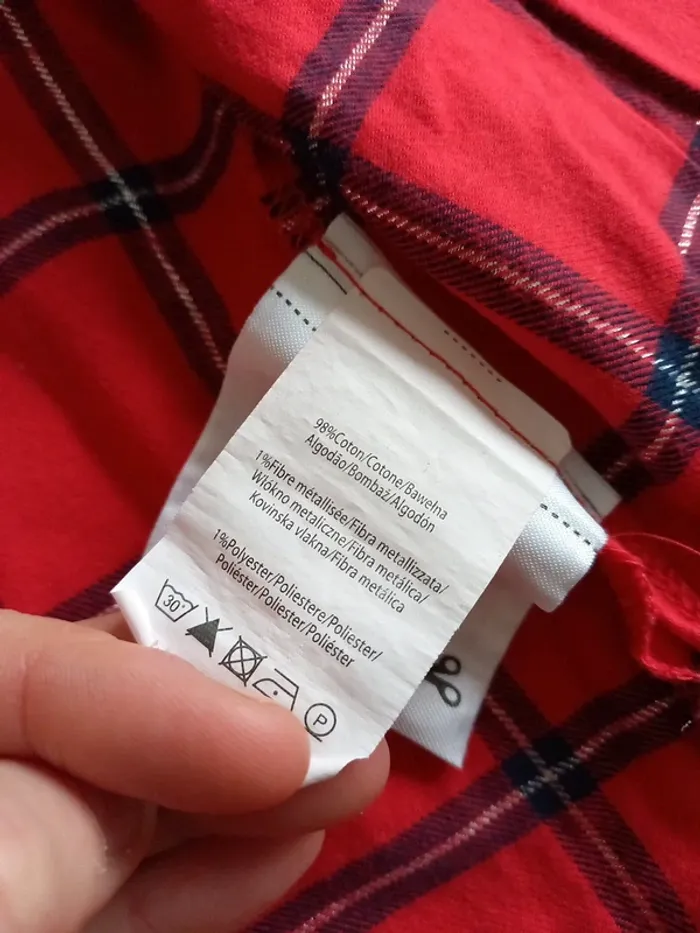 98%Coton/Cotone/Bawełna
Algodão/Bombaž/Algodón
1%Fibre métallisée/Fibra metallizzata/
Włókno metaliczne/Fibra metálica/
Kovinska vlakna/Fibra metálica
1%Polyester/Poliestere/Poliester/
Poliéster/Poliester/Poliéster
30°
P